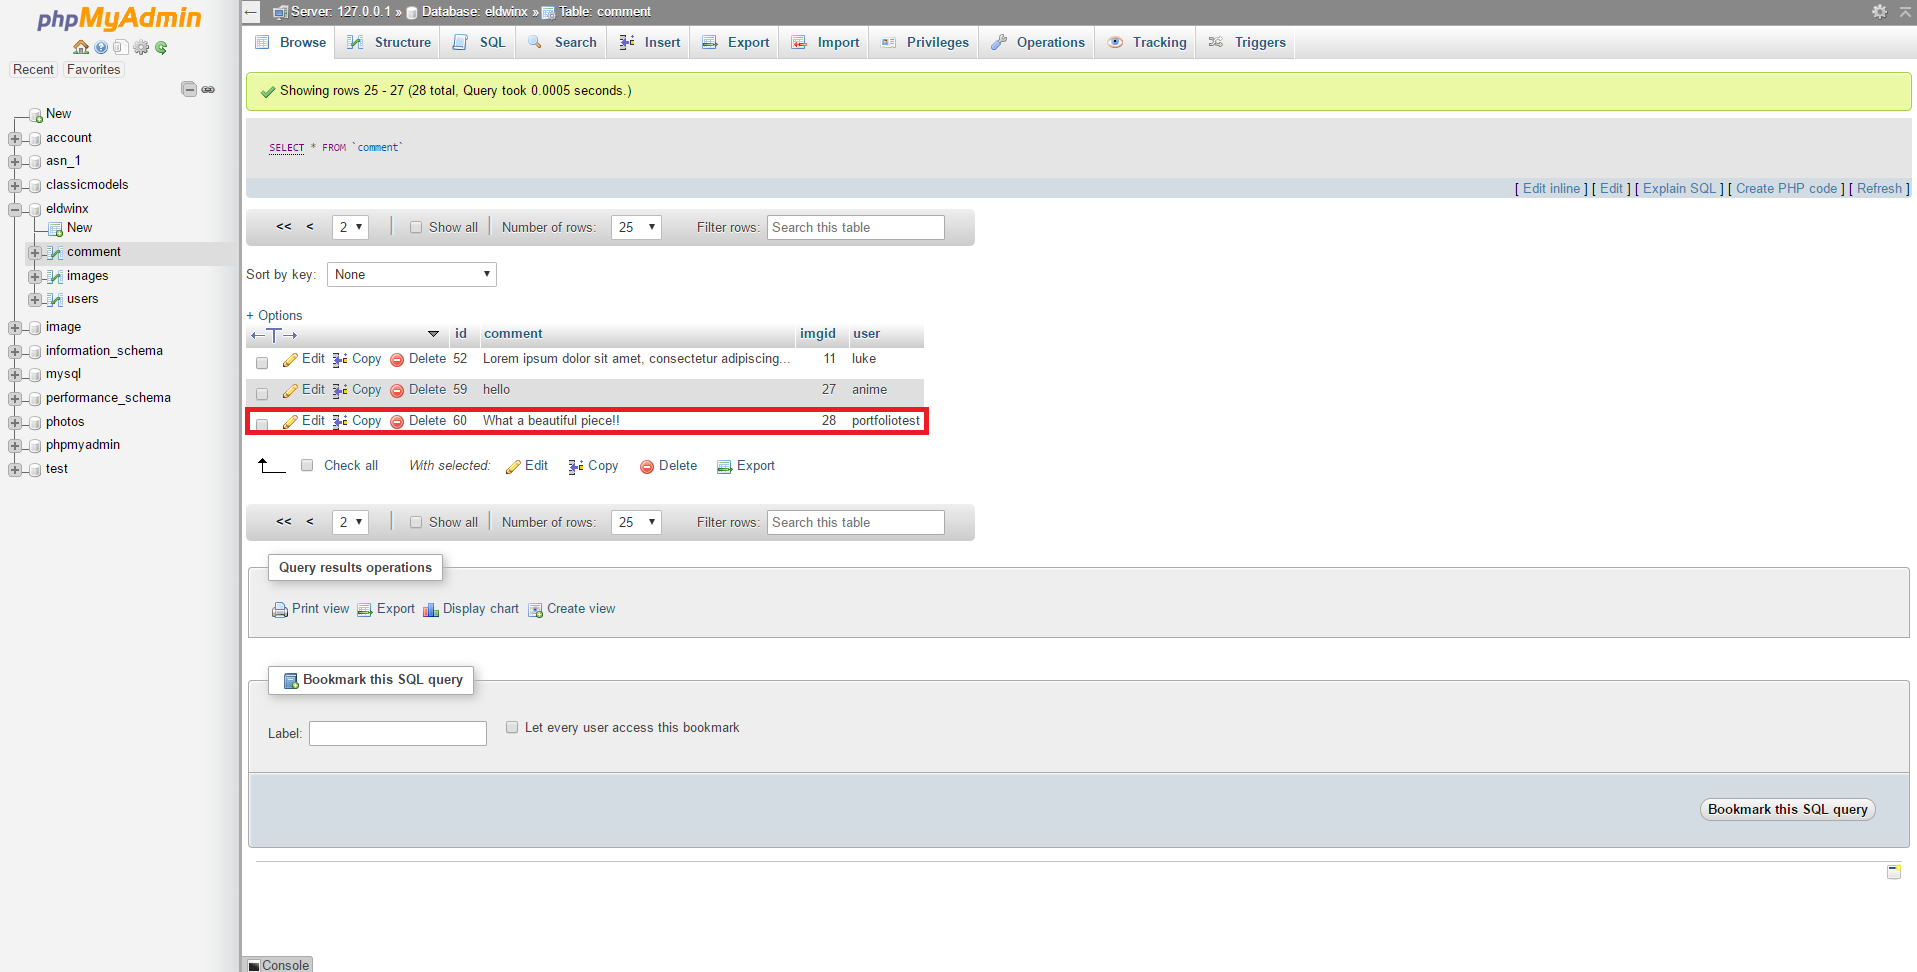 phpMyAdmin
Recent Favorites
New
account
asn_1
classicmodels
eldwinx
New
comment
images
users
image
information_schema
mysql
performance_schema
photos
phpmyadmin
test
← Server: 127.0.0.1 » Database: eldwinx » Table: comment
Browse Structure SQL Search Insert Export Import Privileges Operations Tracking Triggers
Showing rows 25 - 27 (28 total, Query took 0.0005 seconds.)
SELECT * FROM `comment`
[ Edit inline ] [ Edit ] [ Explain SQL ] [ Create PHP code ] [ Refresh ]
<< < 2 Show all Number of rows: 25 Filter rows: Search this table
Sort by key: None
+ Options
←T→ id comment imgid user
Edit Copy Delete 52 Lorem ipsum dolor sit amet, consectetur adipiscing... 11 luke
Edit Copy Delete 59 hello 27 anime
Edit Copy Delete 60 What a beautiful piece!! 28 portfoliotest
Check all With selected: Edit Copy Delete Export
<< < 2 Show all Number of rows: 25 Filter rows: Search this table
Query results operations
Print view Export Display chart Create view
Bookmark this SQL query
Label: Let every user access this bookmark
Bookmark this SQL query
Console